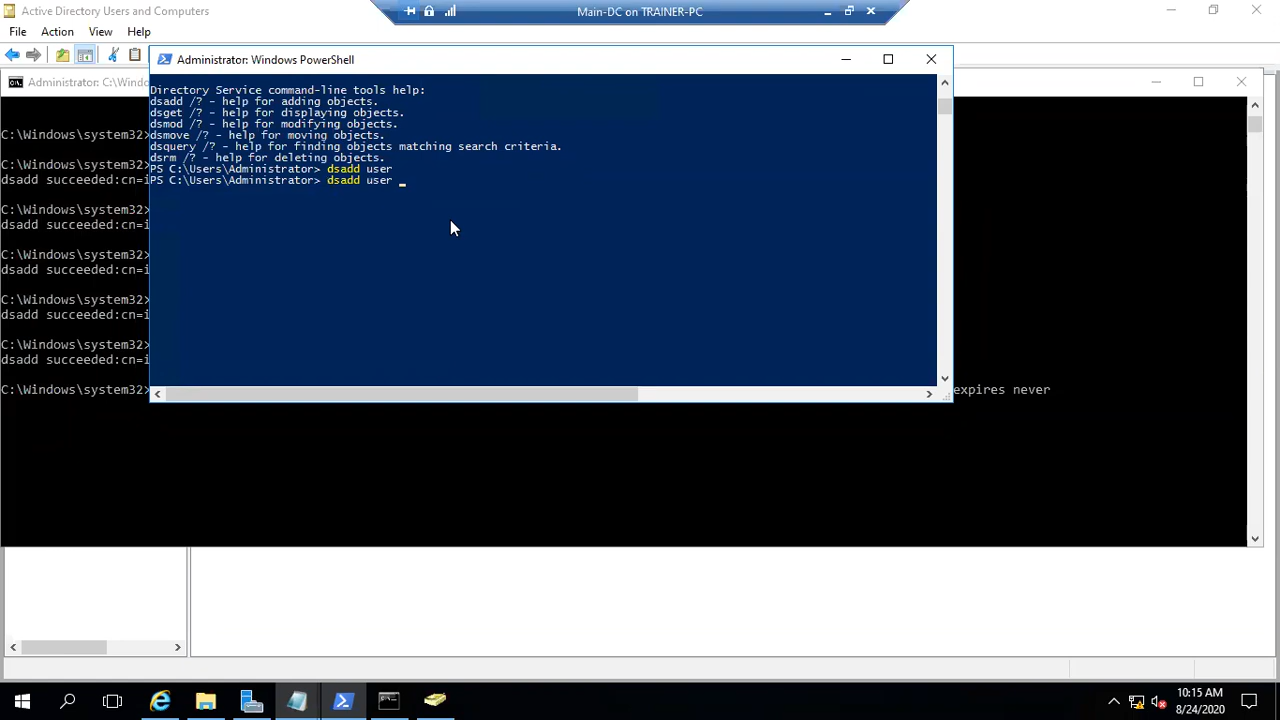 Active Directory Users and Computers
Main-DC on TRAINER-PC
File Action View Help
Administrator: C:\Windo
Administrator: Windows PowerShell
Directory Service command-line tools help:
dsadd /? - help for adding objects.
dsget /? - help for displaying objects.
dsmod /? - help for modifying objects.
dsmove /? - help for moving objects.
dsquery /? - help for finding objects matching search criteria.
dsrm /? - help for deleting objects.
PS C:\Users\Administrator> dsadd user
PS C:\Users\Administrator> dsadd user _
C:\Windows\system32>
C:\Windows\system32>
dsadd succeeded:cn=i
C:\Windows\system32>
dsadd succeeded:cn=i
C:\Windows\system32>
dsadd succeeded:cn=i
C:\Windows\system32>
dsadd succeeded:cn=i
C:\Windows\system32>
dsadd succeeded:cn=i
C:\Windows\system32> expires never
10:15 AM
8/24/2020